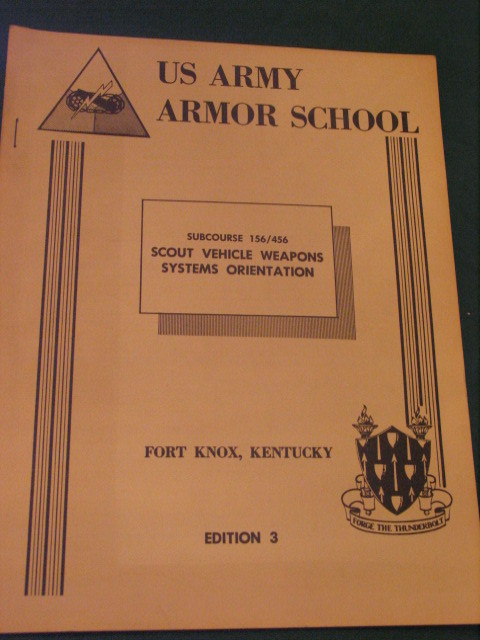 US ARMY
ARMOR SCHOOL
SUBCOURSE 156/456
SCOUT VEHICLE WEAPONS
SYSTEMS ORIENTATION
FORT KNOX, KENTUCKY
FORGE THE THUNDERBOLT
EDITION 3